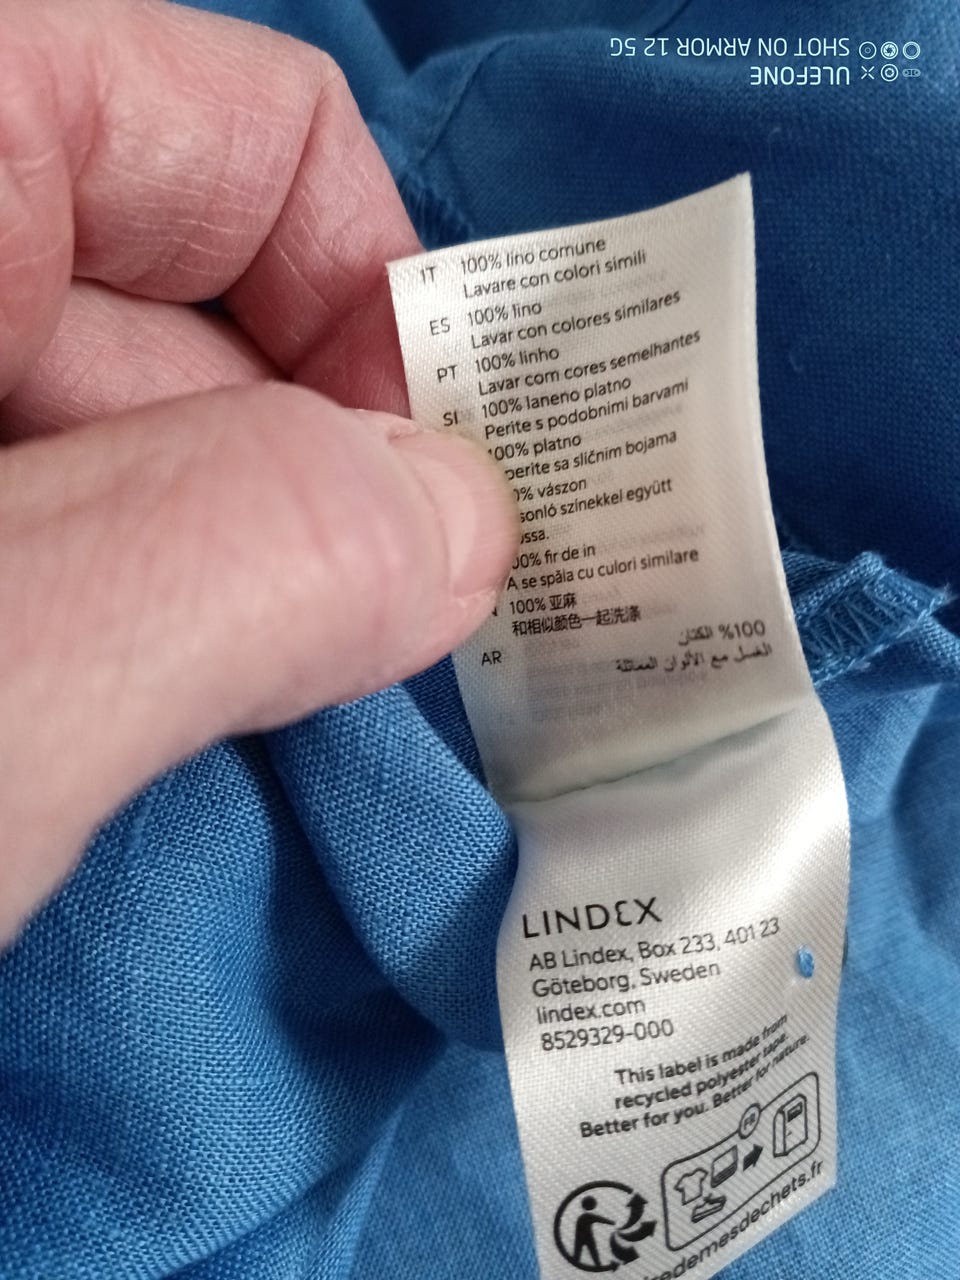 IT 100% lino comune
Lavare con colori simili
ES 100% lino
Lavar con colores similares
PT 100% linho
Lavar com cores semelhantes
SI 100% laneno platno
Perite s podobnimi barvami
100% platno
perite sa sličnim bojama
0% vászon
sonló színekkel együtt
ssa.
00% fir de in
A se spăla cu culori similare
100% 亚麻
和相似颜色一起洗涤
AR 100% الكتان
الغسل مع الألوان المماثلة
LINDEX
AB Lindex, Box 233, 401 23
Göteborg, Sweden
lindex.com
8529329-000
This label is made from
recycled polyester tape.
Better for you. Better for nature.
FR
iredemesdechets.fr
ULEFONE
SHOT ON ARMOR 12 5G